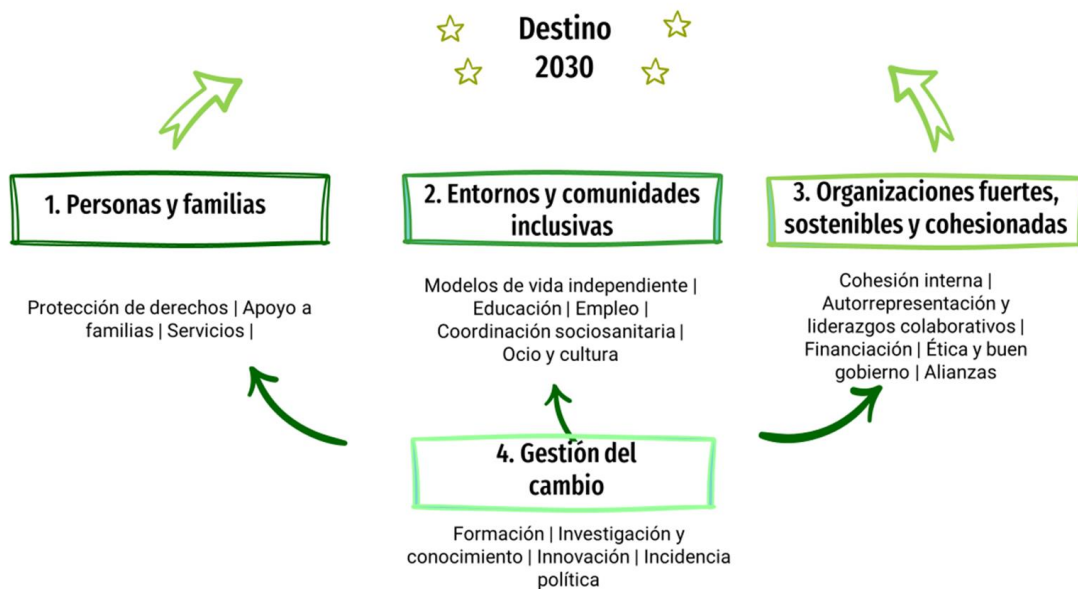 Destino
2030
1. Personas y familias
Protección de derechos | Apoyo a
familias | Servicios |
2. Entornos y comunidades
inclusivas
Modelos de vida independiente |
Educación | Empleo |
Coordinación sociosanitaria |
Ocio y cultura
3. Organizaciones fuertes,
sostenibles y cohesionadas
Cohesión interna |
Autorrepresentación y
liderazgos colaborativos |
Financiación | Ética y buen
gobierno | Alianzas
4. Gestión del
cambio
Formación | Investigación y
conocimiento | Innovación | Incidencia
política